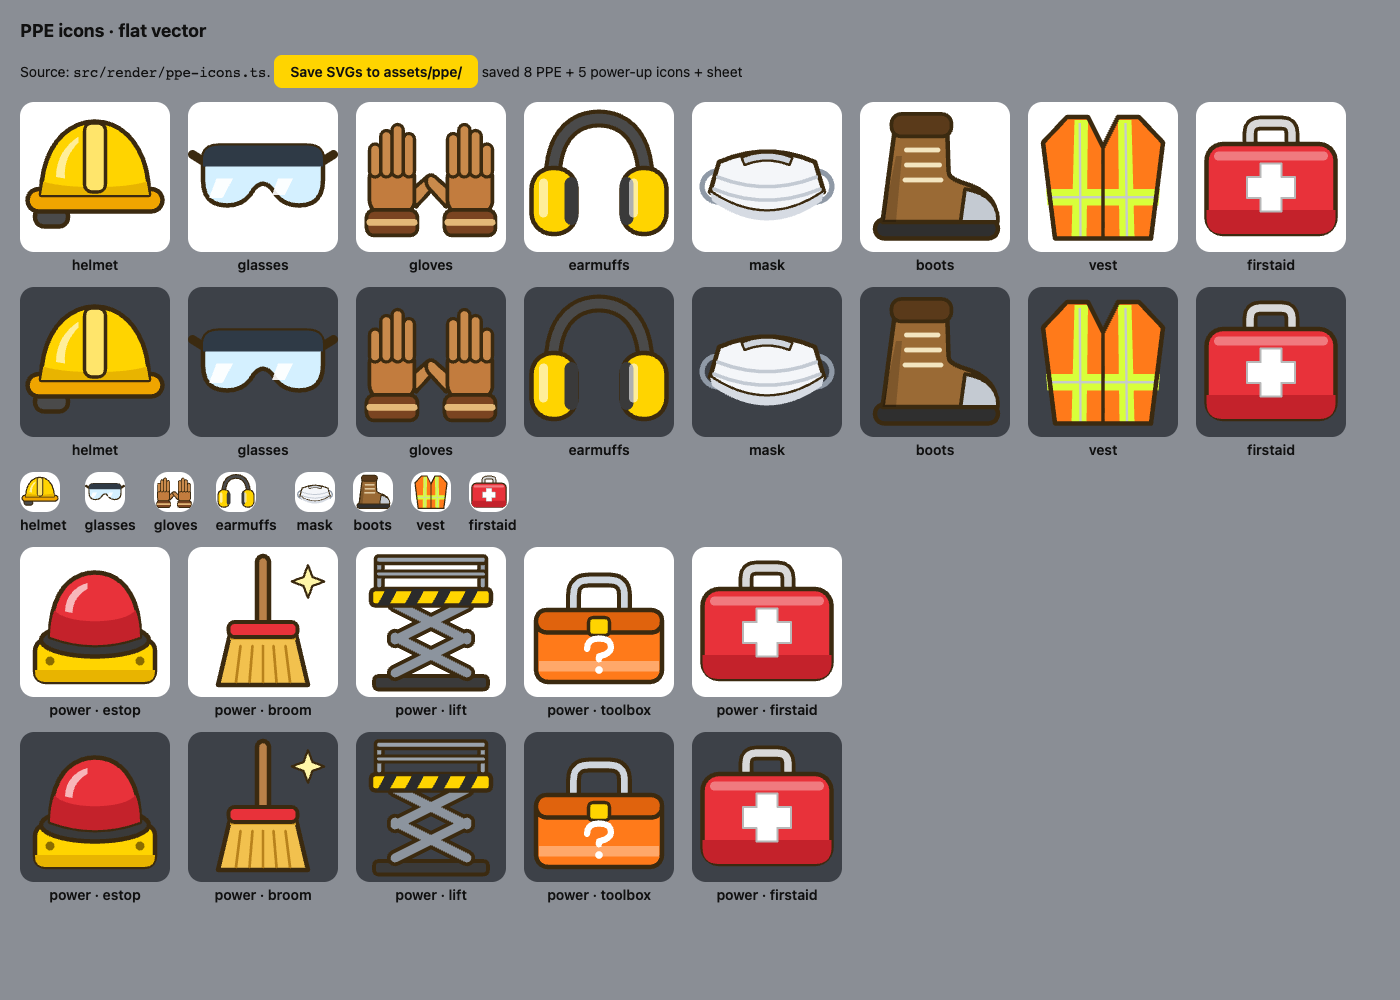 PPE icons · flat vector
Source: src/render/ppe-icons.ts. Save SVGs to assets/ppe/ saved 8 PPE + 5 power-up icons + sheet
helmet glasses gloves earmuffs mask boots vest firstaid
helmet glasses gloves earmuffs mask boots vest firstaid
helmet glasses gloves earmuffs mask boots vest firstaid
?
power · estop power · broom power · lift power · toolbox power · firstaid
?
power · estop power · broom power · lift power · toolbox power · firstaid